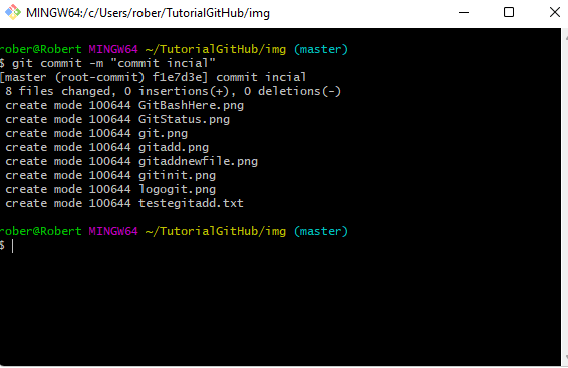 MINGW64:/c/Users/rober/TutorialGitHub/img
rober@Robert MINGW64 ~/TutorialGitHub/img (master)
$ git commit -m "commit incial"
[master (root-commit) f1e7d3e] commit incial
8 files changed, 0 insertions(+), 0 deletions(-)
create mode 100644 GitBashHere.png
create mode 100644 GitStatus.png
create mode 100644 git.png
create mode 100644 gitadd.png
create mode 100644 gitaddnewfile.png
create mode 100644 gitinit.png
create mode 100644 logogit.png
create mode 100644 testegitadd.txt
rober@Robert MINGW64 ~/TutorialGitHub/img (master)
$